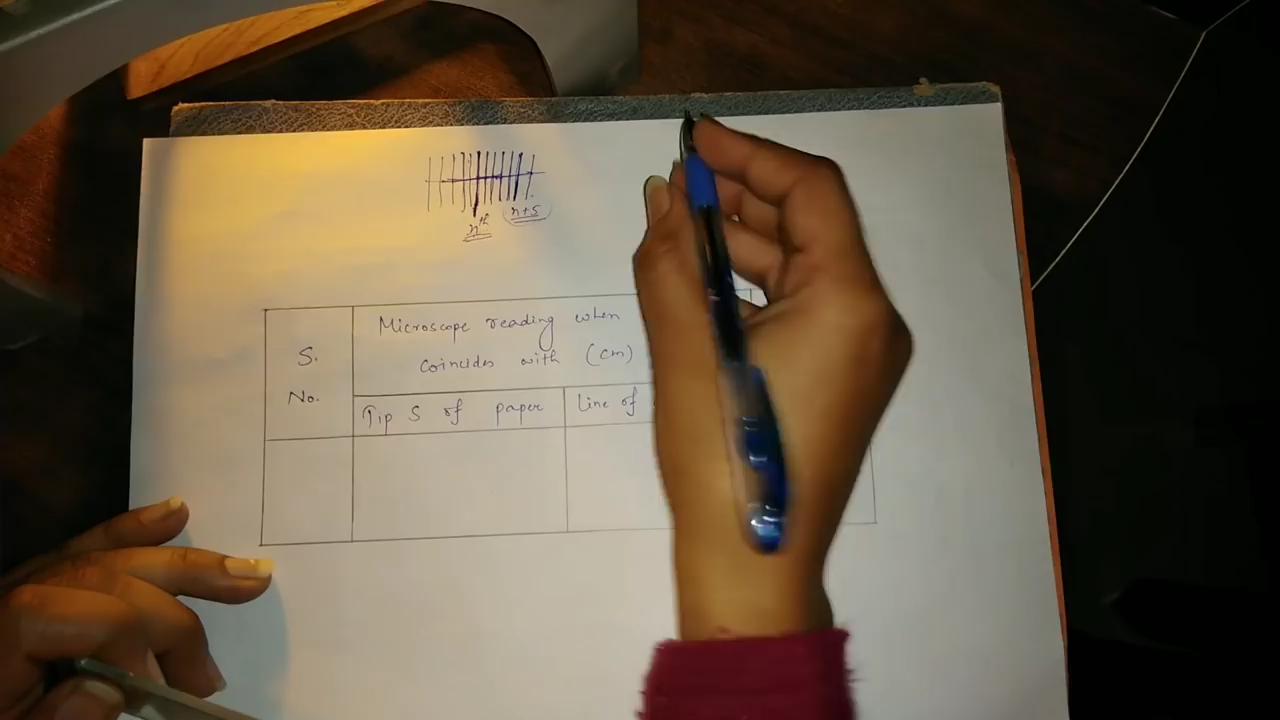 nth
n+5
S.
No.
Microscope reading when
coincides with (cm)
Tip S of paper
Line of